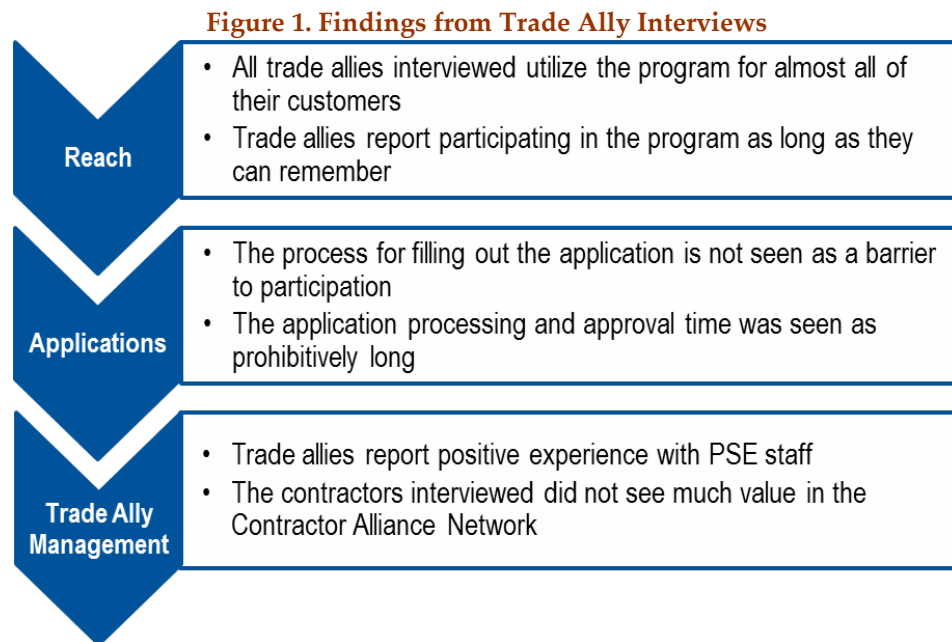 Figure 1. Findings from Trade Ally Interviews
Reach
• All trade allies interviewed utilize the program for almost all of
their customers
• Trade allies report participating in the program as long as they
can remember
Applications
• The process for filling out the application is not seen as a barrier
to participation
• The application processing and approval time was seen as
prohibitively long
Trade Ally
Management
• Trade allies report positive experience with PSE staff
• The contractors interviewed did not see much value in the
Contractor Alliance Network